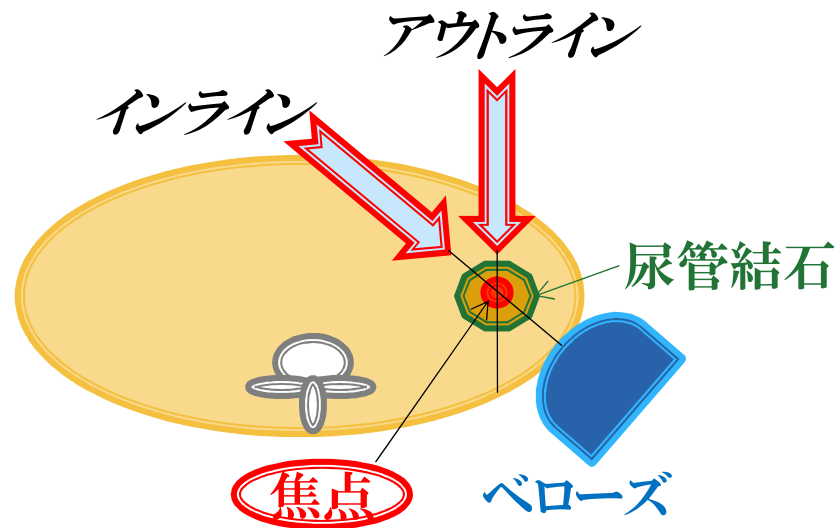 アウトライン
インライン
尿管結石
焦点
ベローズ